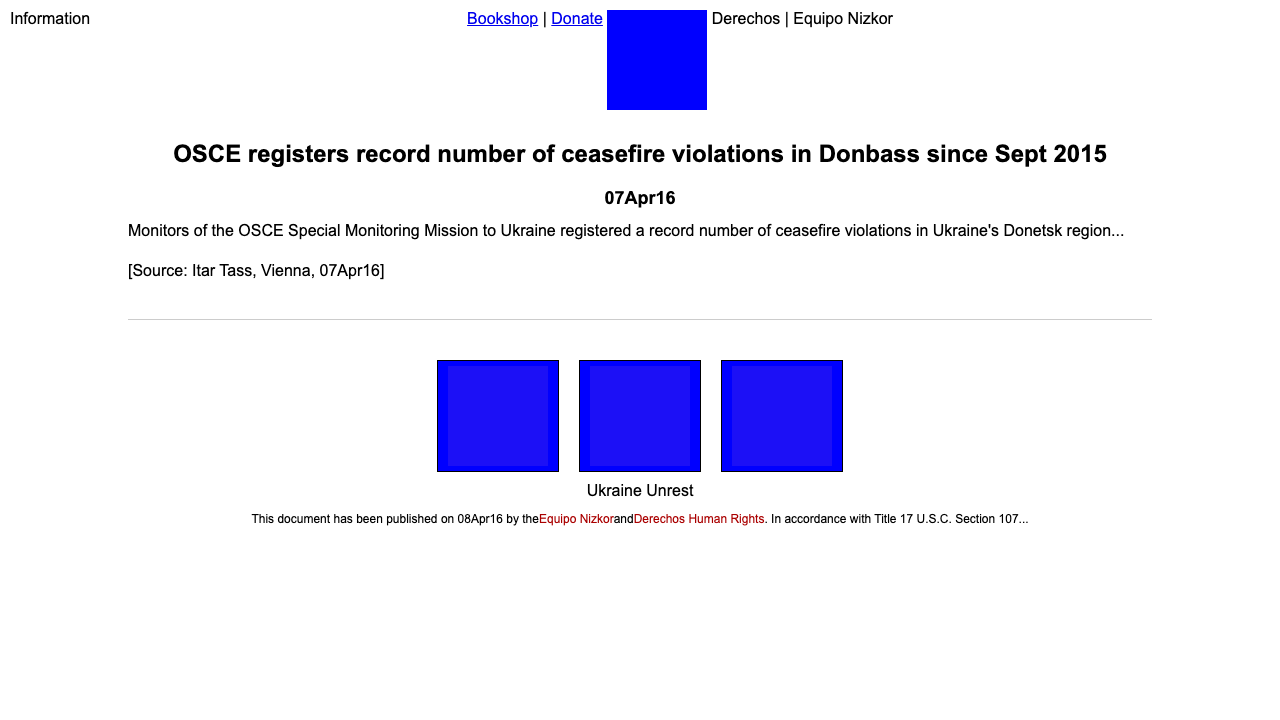 Information
Bookshop | Donate Derechos | Equipo Nizkor
OSCE registers record number of ceasefire violations in Donbass since Sept 2015
07Apr16
Monitors of the OSCE Special Monitoring Mission to Ukraine registered a record number of ceasefire violations in Ukraine's Donetsk region...
[Source: Itar Tass, Vienna, 07Apr16]
Ukraine Unrest
This document has been published on 08Apr16 by theEquipo NizkorandDerechos Human Rights. In accordance with Title 17 U.S.C. Section 107...